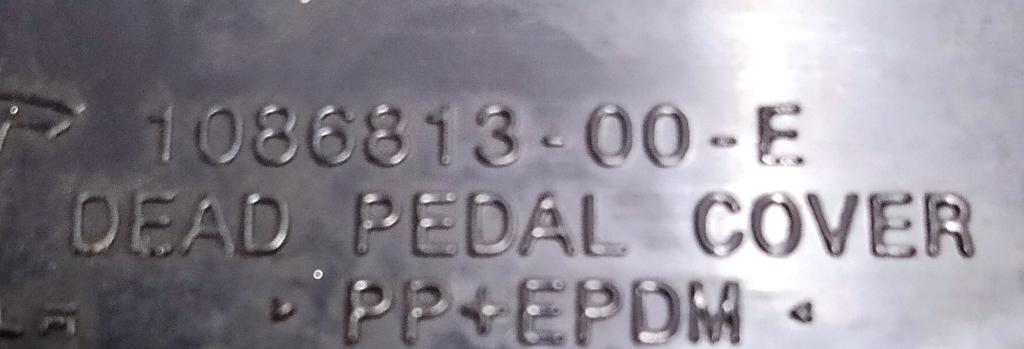 1086813-00-E
DEAD PEDAL COVER
>PP+EPDM<